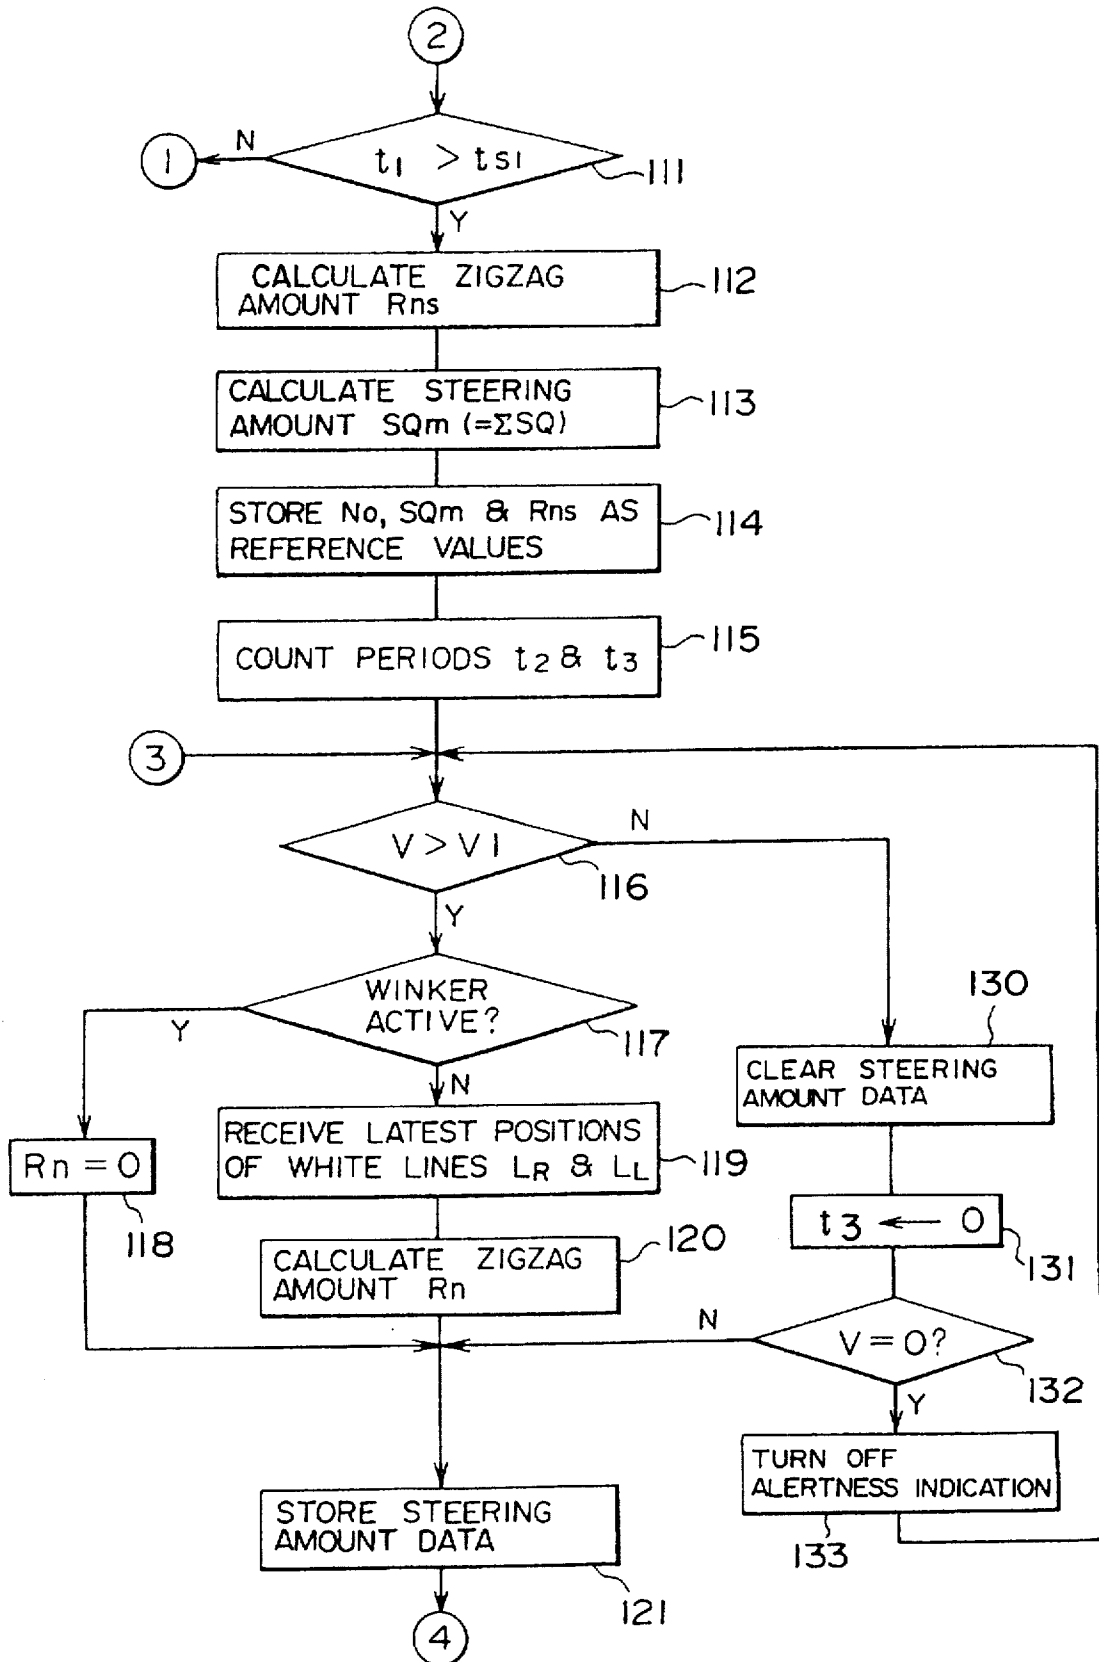 2
N
1
t1 > ts1
111
Y
CALCULATE ZIGZAG
AMOUNT Rns
112
CALCULATE STEERING
AMOUNT SQm (=ΣSQ)
113
STORE No, SQm & Rns AS
REFERENCE VALUES
114
COUNT PERIODS t2 & t3
115
3
V > V1
N
116
Y
WINKER
ACTIVE?
Y
117
N
130
CLEAR STEERING
AMOUNT DATA
RECEIVE LATEST POSITIONS
OF WHITE LINES LR & LL
119
Rn = 0
118
t3 ← 0
131
CALCULATE ZIGZAG
AMOUNT Rn
120
N
V = 0?
132
Y
TURN OFF
ALERTNESS INDICATION
133
STORE STEERING
AMOUNT DATA
121
4